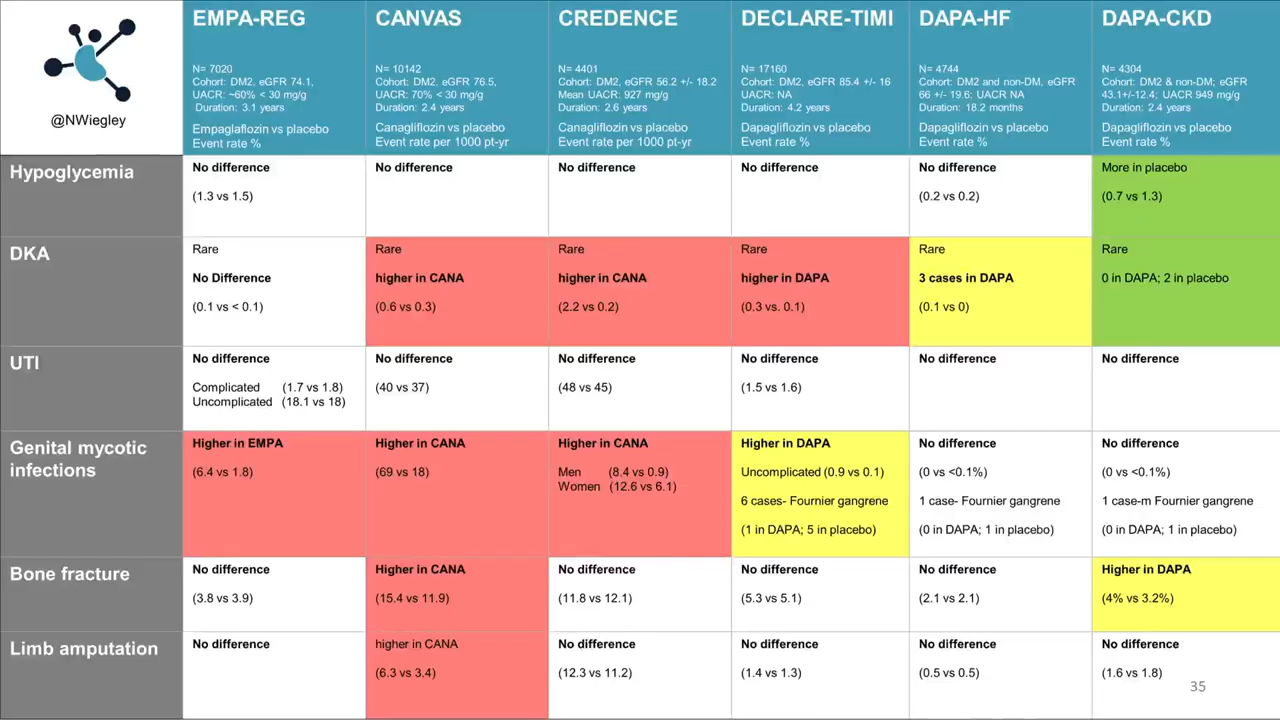 @NWiegley
EMPA-REG
N= 7020
Cohort: DM2, eGFR 74.1,
UACR: ~60% < 30 mg/g
Duration: 3.1 years
Empaglaflozin vs placebo
Event rate %
CANVAS
N= 10142
Cohort: DM2, eGFR 76.5,
UACR: 70% < 30 mg/g
Duration: 2.4 years
Canagliflozin vs placebo
Event rate per 1000 pt-yr
CREDENCE
N= 4401
Cohort: DM2, eGFR 56.2 +/- 18.2
Mean UACR: 927 mg/g
Duration: 2.6 years
Canagliflozin vs placebo
Event rate per 1000 pt-yr
DECLARE-TIMI
N= 17160
Cohort: DM2, eGFR 85.4 +/- 16
UACR: NA
Duration: 4.2 years
Dapagliflozin vs placebo
Event rate %
DAPA-HF
N= 4744
Cohort: DM2 and non-DM, eGFR
66 +/- 19.6; UACR NA
Duration: 18.2 months
Dapagliflozin vs placebo
Event rate %
DAPA-CKD
N= 4304
Cohort: DM2 & non-DM; eGFR
43.1+/-12.4; UACR 949 mg/g
Duration: 2.4 years
Dapagliflozin vs placebo
Event rate %
Hypoglycemia
No difference
(1.3 vs 1.5)
No difference
No difference
No difference
No difference
(0.2 vs 0.2)
More in placebo
(0.7 vs 1.3)
DKA
Rare
No Difference
(0.1 vs < 0.1)
Rare
higher in CANA
(0.6 vs 0.3)
Rare
higher in CANA
(2.2 vs 0.2)
Rare
higher in DAPA
(0.3 vs. 0.1)
Rare
3 cases in DAPA
(0.1 vs 0)
Rare
0 in DAPA; 2 in placebo
UTI
No difference
Complicated (1.7 vs 1.8)
Uncomplicated (18.1 vs 18)
No difference
(40 vs 37)
No difference
(48 vs 45)
No difference
(1.5 vs 1.6)
No difference
No difference
Genital mycotic
infections
Higher in EMPA
(6.4 vs 1.8)
Higher in CANA
(69 vs 18)
Higher in CANA
Men (8.4 vs 0.9)
Women (12.6 vs 6.1)
Higher in DAPA
Uncomplicated (0.9 vs 0.1)
6 cases- Fournier gangrene
(1 in DAPA; 5 in placebo)
No difference
(0 vs <0.1%)
1 case- Fournier gangrene
(0 in DAPA; 1 in placebo)
No difference
(0 vs <0.1%)
1 case-m Fournier gangrene
(0 in DAPA; 1 in placebo)
Bone fracture
No difference
(3.8 vs 3.9)
Higher in CANA
(15.4 vs 11.9)
No difference
(11.8 vs 12.1)
No difference
(5.3 vs 5.1)
No difference
(2.1 vs 2.1)
Higher in DAPA
(4% vs 3.2%)
Limb amputation
No difference
higher in CANA
(6.3 vs 3.4)
No difference
(12.3 vs 11.2)
No difference
(1.4 vs 1.3)
No difference
(0.5 vs 0.5)
No difference
(1.6 vs 1.8)
35